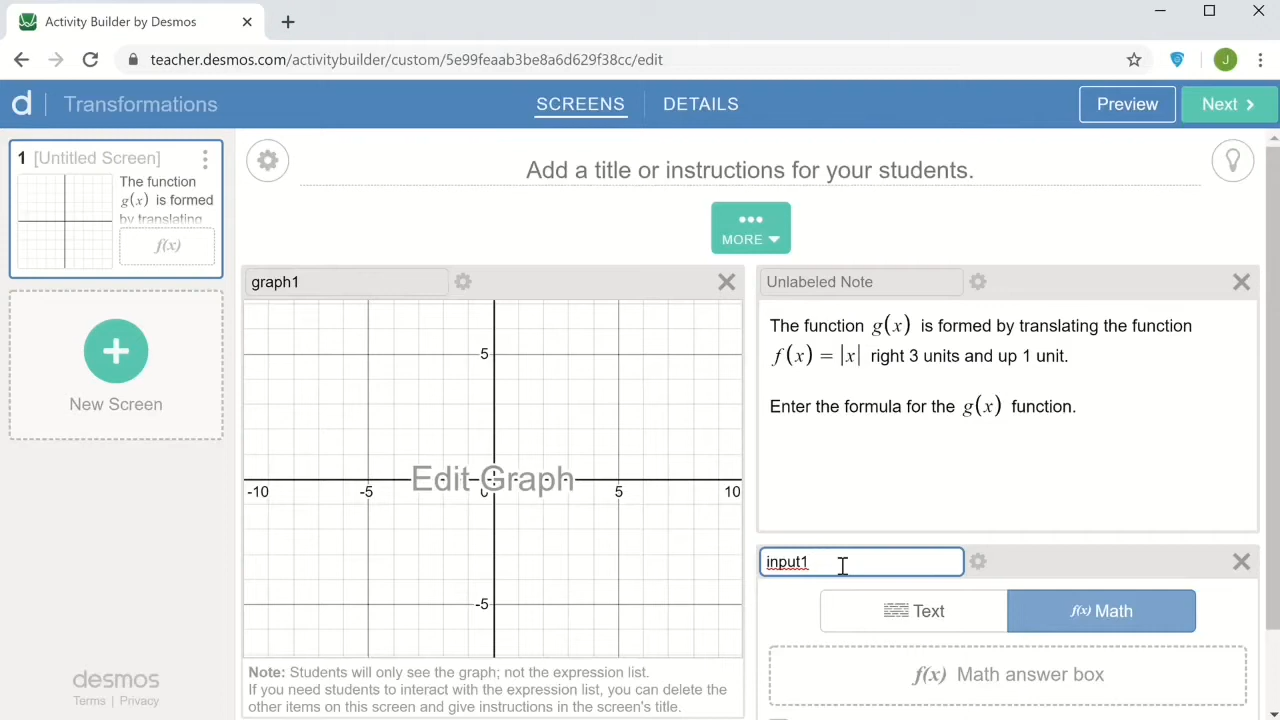 Activity Builder by Desmos
teacher.desmos.com/activitybuilder/custom/5e99feaab3be8a6d629f38cc/edit
J
d
Transformations
SCREENS
DETAILS
Preview
Next >
1 [Untitled Screen]
The function
g(x) is formed
by translating
f(x)
New Screen
desmos
Terms | Privacy
Add a title or instructions for your students.
MORE
graph1
5
-10
-5
0
5
10
-5
Edit Graph
Note: Students will only see the graph; not the expression list.
If you need students to interact with the expression list, you can delete the
other items on this screen and give instructions in the screen's title.
Unlabeled Note
The function g(x) is formed by translating the function
f(x) = |x| right 3 units and up 1 unit.
Enter the formula for the g(x) function.
input1
Text
f(x) Math
f(x) Math answer box